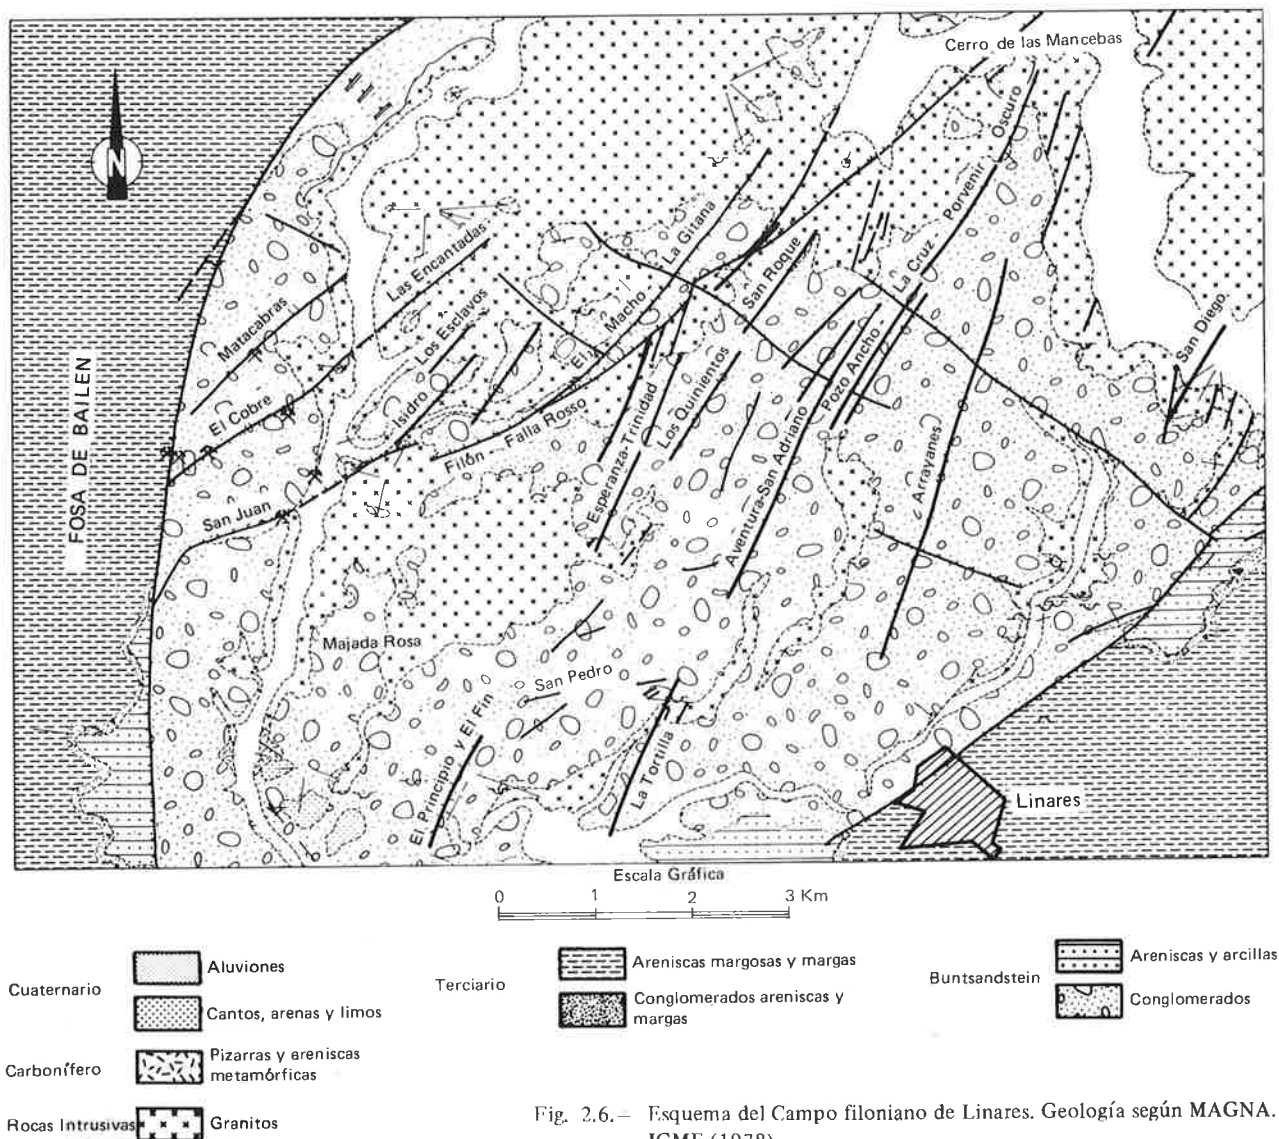 Cerro de las Mancebas
N
Oscuro
Porvenir
La Gitana
San Roque
La Cruz
Las Encantadas
Matacabras
Los Esclavos
El Macho
San Diego
FOSA DE BAILEN
El Cobre
Isidro
Filón - Falla Rosso
Esperanza-Trinidad
Los Quinientos
Pozo Ancho
Aventura-San Adriano
Arrayanes
San Juan
Majada Rosa
San Pedro
El Principio y El Fin
La Tortilla
Linares
Escala Gráfica
0 1 2 3 Km
Cuaternario
Aluviones
Cantos, arenas y limos
Carbonífero
Pizarras y areniscas
metamórficas
Rocas Intrusivas
Granitos
Terciario
Areniscas margosas y margas
Conglomerados areniscas y
margas
Buntsandstein
Areniscas y arcillas
Conglomerados
Fig. 2.6.— Esquema del Campo filoniano de Linares. Geología según MAGNA.
IGME (1978)